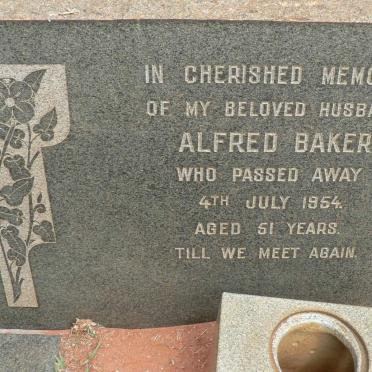 IN CHERISHED MEMO
OF MY BELOVED HUSBA
ALFRED BAKER
WHO PASSED AWAY
4TH JULY 1954.
AGED 51 YEARS.
TILL WE MEET AGAIN.